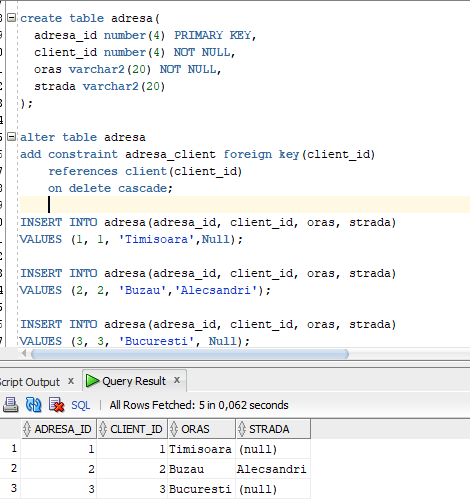 create table adresa(
adresa_id number(4) PRIMARY KEY,
client_id number(4) NOT NULL,
oras varchar2(20) NOT NULL,
strada varchar2(20)
);
alter table adresa
add constraint adresa_client foreign key(client_id)
references client(client_id)
on delete cascade;
INSERT INTO adresa(adresa_id, client_id, oras, strada)
VALUES (1, 1, 'Timisoara',Null);
INSERT INTO adresa(adresa_id, client_id, oras, strada)
VALUES (2, 2, 'Buzau','Alecsandri');
INSERT INTO adresa(adresa_id, client_id, oras, strada)
VALUES (3, 3, 'Bucuresti', Null);
Script Output x Query Result x
SQL | All Rows Fetched: 5 in 0,062 seconds
ADRESA_ID CLIENT_ID ORAS STRADA
1 1 1 Timisoara (null)
2 2 2 Buzau Alecsandri
3 3 3 Bucuresti (null)